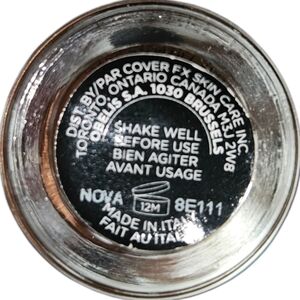 DIST. BY/PAR COVER FX SKIN CARE INC.
TORONTO, ONTARIO CANADA M3J 2W8
OBELIS S.A. 1030 BRUSSELS
SHAKE WELL
BEFORE USE
BIEN AGITER
AVANT USAGE
NOVA 12M 8E111
MADE IN ITALY
FAIT AU ITALIE